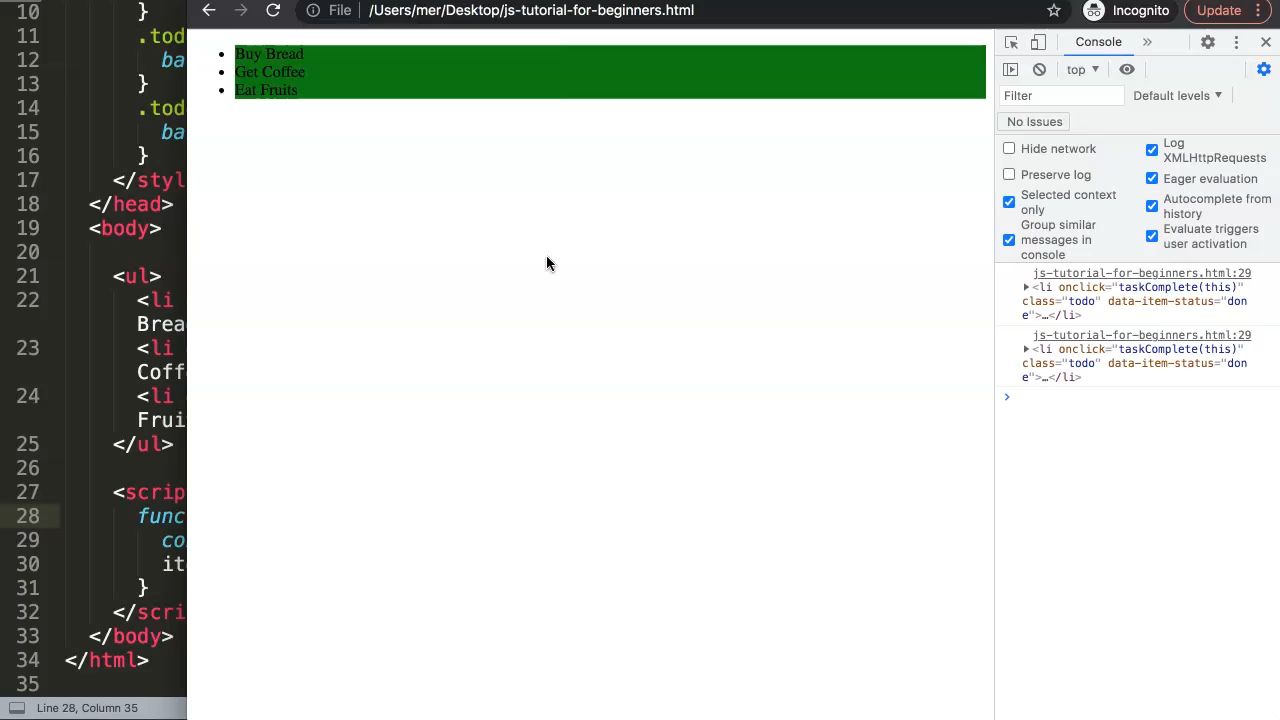 10 }
11 .tod
12 ba
13 }
14 .tod
15 ba
16 }
17 </styl
18 </head>
19 <body>
20
21 <ul>
22 <li
Brea
23 <li
Coff
24 <li
Frui
25 </ul>
26
27 <scrip
28 func
29 co
30 it
31 }
32 </scri
33 </body>
34 </html>
35
Line 28, Column 35
File /Users/mer/Desktop/js-tutorial-for-beginners.html
Incognito
Update
• Buy Bread
• Get Coffee
• Eat Fruits
Console »
top ▼
Filter
Default levels ▼
No Issues
Hide network
Log
XMLHttpRequests
Preserve log
Eager evaluation
Selected context
only
Autocomplete from
history
Group similar
messages in
console
Evaluate triggers
user activation
js-tutorial-for-beginners.html:29
▶<li onclick="taskComplete(this)"
class="todo" data-item-status="don
e">…</li>
js-tutorial-for-beginners.html:29
▶<li onclick="taskComplete(this)"
class="todo" data-item-status="don
e">…</li>
>